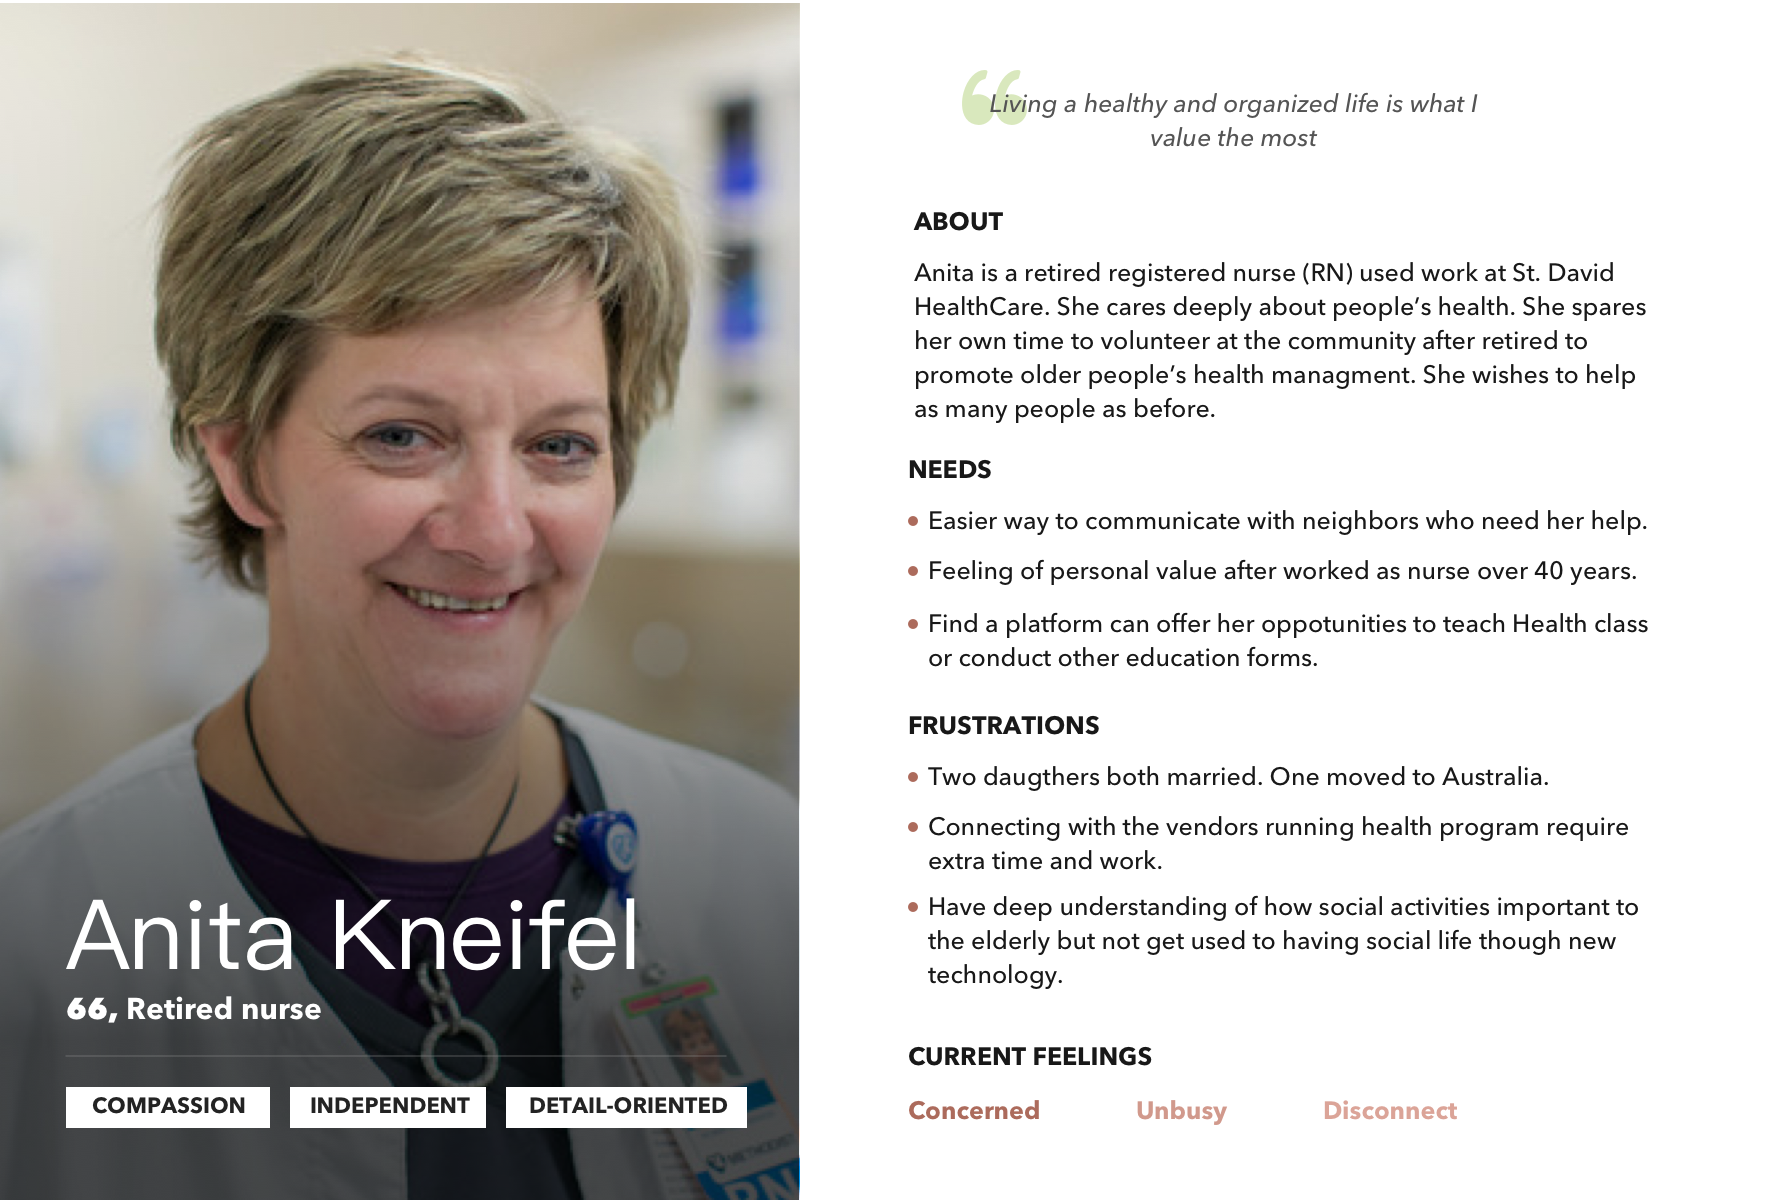 Anita Kneifel
66, Retired nurse
COMPASSION
INDEPENDENT
DETAIL-ORIENTED
METHODIST
RN
“
Living a healthy and organized life is what I
value the most
ABOUT
Anita is a retired registered nurse (RN) used work at St. David
HealthCare. She cares deeply about people’s health. She spares
her own time to volunteer at the community after retired to
promote older people’s health managment. She wishes to help
as many people as before.
NEEDS
• Easier way to communicate with neighbors who need her help.
• Feeling of personal value after worked as nurse over 40 years.
• Find a platform can offer her oppotunities to teach Health class
or conduct other education forms.
FRUSTRATIONS
• Two daugthers both married. One moved to Australia.
• Connecting with the vendors running health program require
extra time and work.
• Have deep understanding of how social activities important to
the elderly but not get used to having social life though new
technology.
CURRENT FEELINGS
Concerned
Unbusy
Disconnect